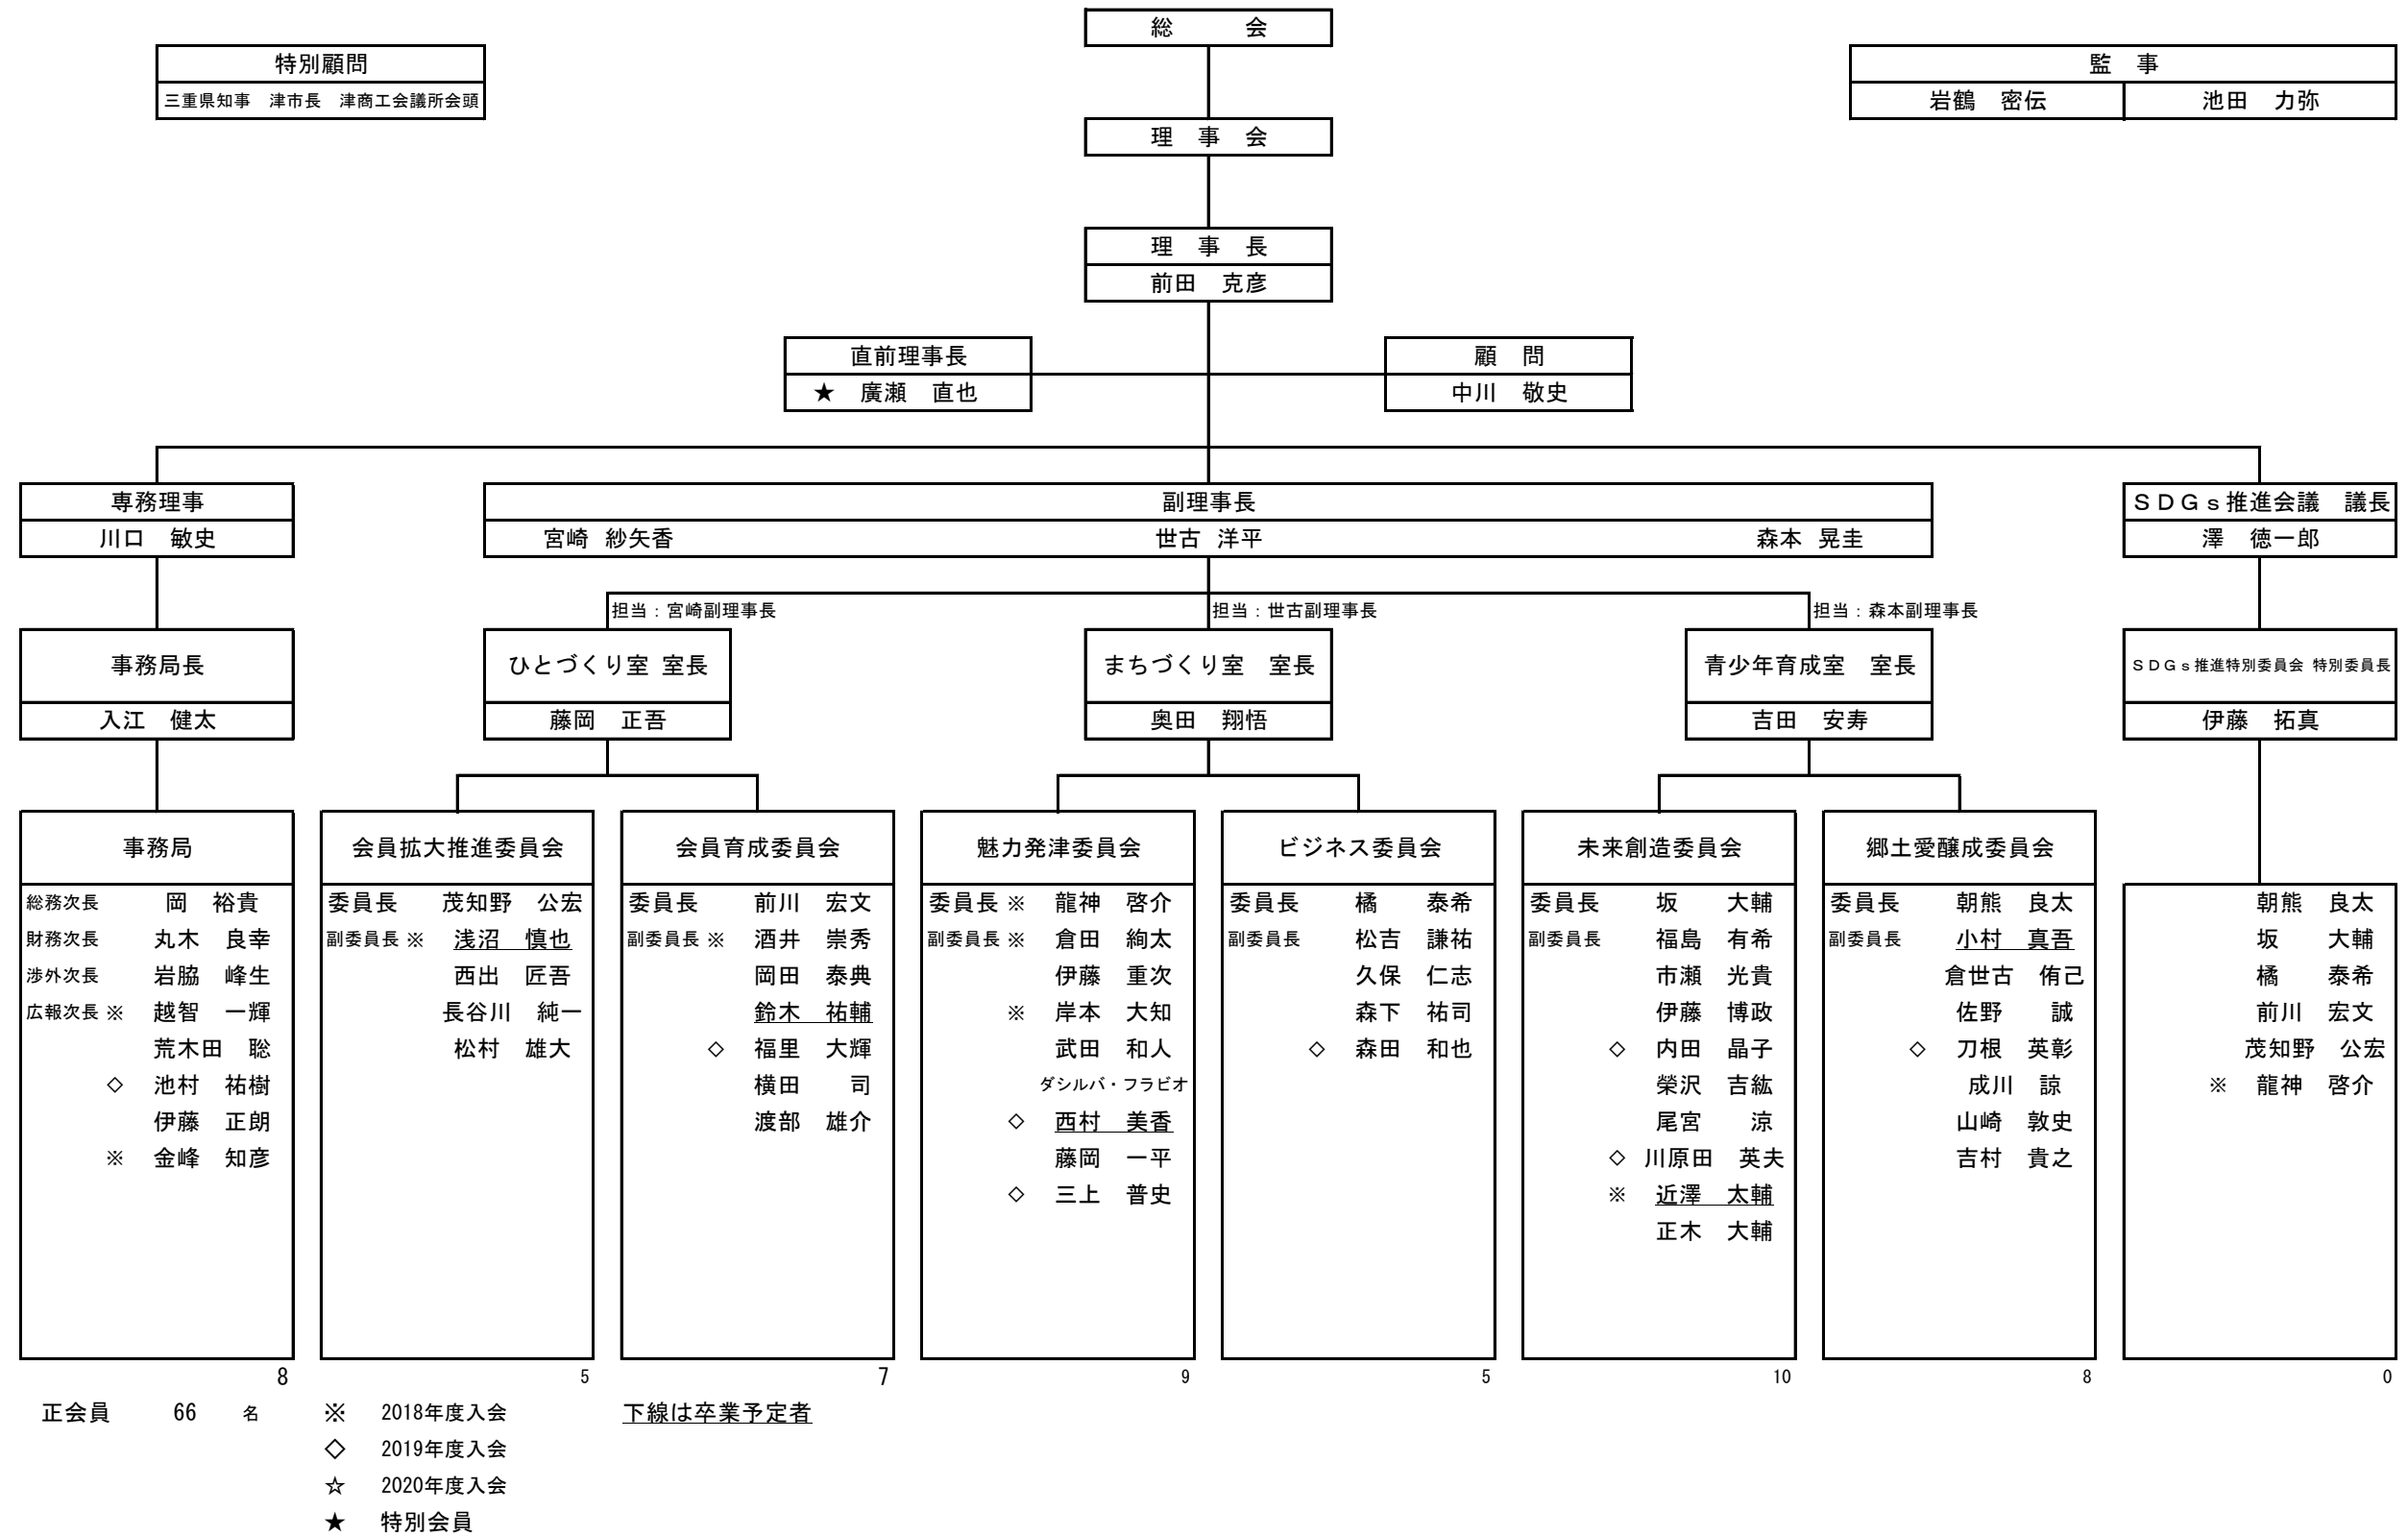 総　会
特別顧問
三重県知事　津市長　津商工会議所会頭
監　事
岩鶴　密伝　池田　力弥
理　事　会
理　事　長
前田　克彦
直前理事長
★　廣瀬　直也
顧　問
中川　敬史
専務理事
川口　敏史
副理事長
宮崎　紗矢香　世古　洋平　森本　晃圭
ＳＤＧｓ推進会議　議長
澤　徳一郎
担当：宮崎副理事長
担当：世古副理事長
担当：森本副理事長
事務局長
入江　健太
ひとづくり室 室長
藤岡　正吾
まちづくり室　室長
奥田　翔悟
青少年育成室　室長
吉田　安寿
ＳＤＧｓ推進特別委員会 特別委員長
伊藤　拓真
事務局
総務次長　岡　裕貴
財務次長　丸木　良幸
渉外次長　岩脇　峰生
広報次長 ※　越智　一輝
荒木田　聡
◇　池村　祐樹
伊藤　正朗
※　金峰　知彦
8
会員拡大推進委員会
委員長　茂知野　公宏
副委員長 ※　浅沼　慎也
西出　匠吾
長谷川　純一
松村　雄大
5
会員育成委員会
委員長　前川　宏文
副委員長 ※　酒井　崇秀
岡田　泰典
鈴木　祐輔
◇　福里　大輝
横田　司
渡部　雄介
7
魅力発津委員会
委員長 ※　龍神　啓介
副委員長 ※　倉田　絢太
伊藤　重次
※　岸本　大知
武田　和人
ダシルバ・フラビオ
◇　西村　美香
藤岡　一平
◇　三上　普史
9
ビジネス委員会
委員長　橘　泰希
副委員長　松吉　謙祐
久保　仁志
森下　祐司
◇　森田　和也
5
未来創造委員会
委員長　坂　大輔
副委員長　福島　有希
市瀬　光貴
伊藤　博政
◇　内田　晶子
榮沢　吉紘
尾宮　涼
◇　川原田　英夫
※　近澤　太輔
正木　大輔
10
郷土愛醸成委員会
委員長　朝熊　良太
副委員長　小村　真吾
倉世古　侑己
佐野　誠
◇　刀根　英彰
成川　諒
山崎　敦史
吉村　貴之
8
朝熊　良太
坂　大輔
橘　泰希
前川　宏文
茂知野　公宏
※　龍神　啓介
0
正会員　66　名
※　2018年度入会
◇　2019年度入会
☆　2020年度入会
★　特別会員
下線は卒業予定者